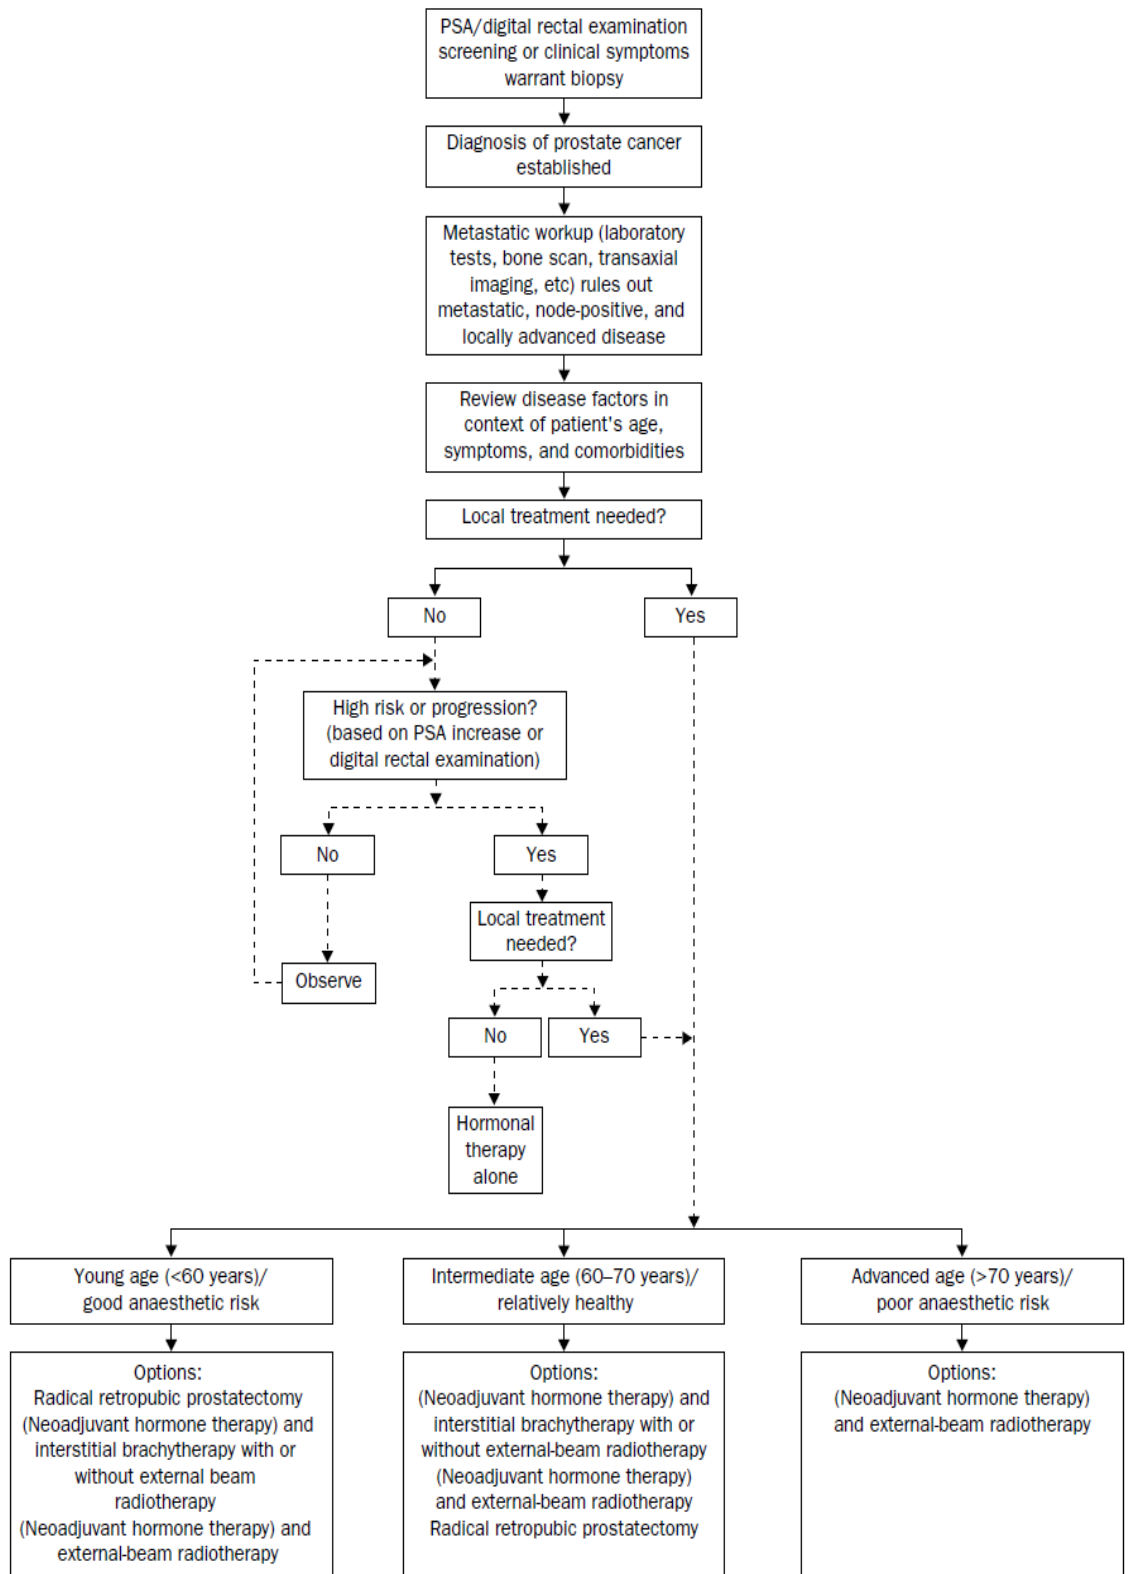 PSA/digital rectal examination
screening or clinical symptoms
warrant biopsy
Diagnosis of prostate cancer
established
Metastatic workup (laboratory
tests, bone scan, transaxial
imaging, etc) rules out
metastatic, node-positive, and
locally advanced disease
Review disease factors in
context of patient's age,
symptoms, and comorbidities
Local treatment needed?
No
Yes
High risk or progression?
(based on PSA increase or
digital rectal examination)
No
Yes
Local treatment
needed?
Observe
No
Yes
Hormonal
therapy
alone
Young age (<60 years)/
good anaesthetic risk
Intermediate age (60–70 years)/
relatively healthy
Advanced age (>70 years)/
poor anaesthetic risk
Options:
Radical retropubic prostatectomy
(Neoadjuvant hormone therapy) and
interstitial brachytherapy with or
without external beam
radiotherapy
(Neoadjuvant hormone therapy) and
external-beam radiotherapy
Options:
(Neoadjuvant hormone therapy) and
interstitial brachytherapy with or
without external-beam radiotherapy
(Neoadjuvant hormone therapy)
and external-beam radiotherapy
Radical retropubic prostatectomy
Options:
(Neoadjuvant hormone therapy)
and external-beam radiotherapy